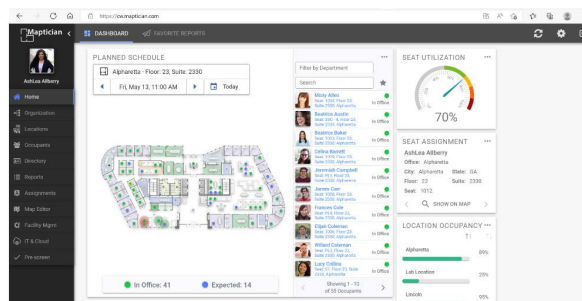 https://ca.maptician.com
Maptician
DASHBOARD
FAVORITE REPORTS
AshLea Allberry
Home
Organization
Locations
Occupants
Directory
Reports
Assignments
Map Editor
Facility Mgmt
IT & Cloud
Pre-screen
PLANNED SCHEDULE
Alpharetta - Floor: 23, Suite: 2330
Fri, May 13, 11:00 AM
Today
In Office: 41
Expected: 14
Filter by Department
Search
Misty Allen
In Office
Beatrice Austin
In Office
Beatrice Baker
In Office
Celina Barrett
In Office
Jeremiah Campbell
In Office
James Carr
In Office
Frances Cole
In Office
Elijah Coleman
In Office
Willard Coleman
In Office
Lucy Collins
In Office
Showing 1 - 10
of 55 Occupants
SEAT UTILIZATION
70%
SEAT ASSIGNMENT
AshLea Allberry
Office: Alpharetta
City: Alpharetta State: GA
Floor: 23 Suite: 2330
Seat: 1012
SHOW ON MAP
LOCATION OCCUPANCY
Alpharetta
89%
Lab Location
25%
Lincoln
95%